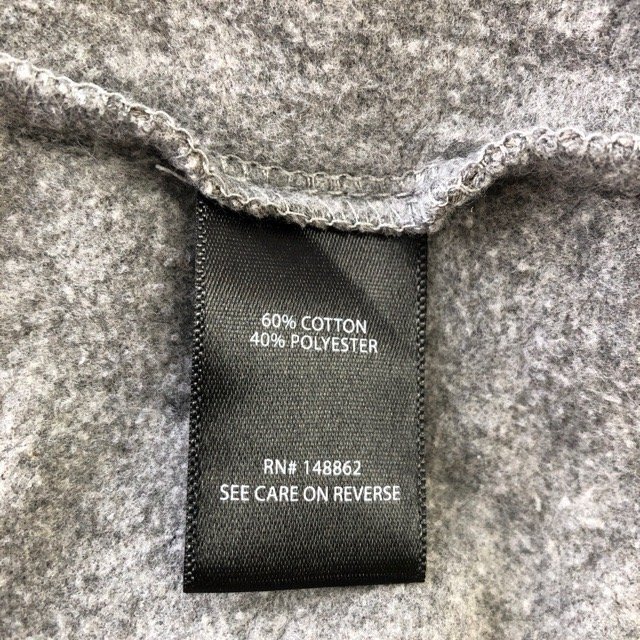 60% COTTON
40% POLYESTER
RN# 148862
SEE CARE ON REVERSE